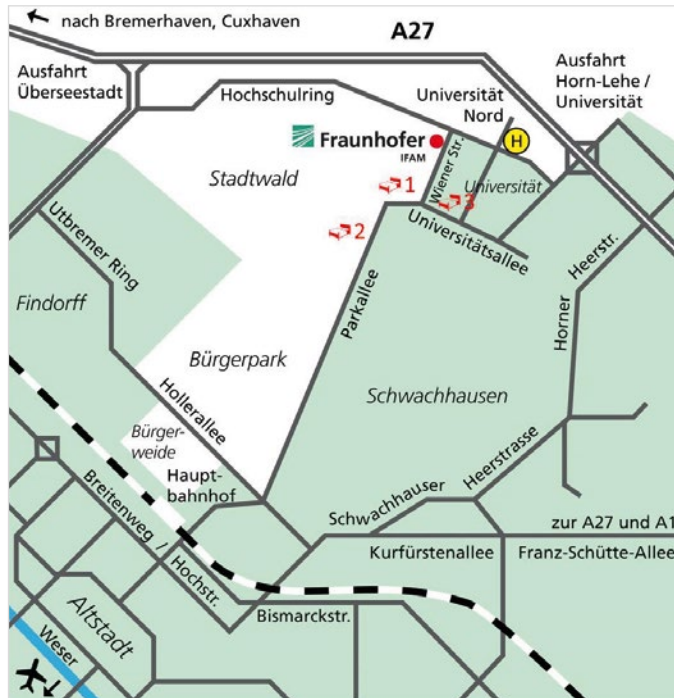 nach Bremerhaven, Cuxhaven
A27
Ausfahrt
Überseestadt
Hochschulring
Universität
Nord
Ausfahrt
Horn-Lehe /
Universität
H
Fraunhofer
IFAM
Wiener Str.
Stadtwald
1
Universität
3
2
Universitätsallee
Utbremer Ring
Findorff
Parkallee
Horner
Heerstr.
Bürgerpark
Schwachhausen
Hollerallee
Bürger-
weide
Haupt-
bahnhof
Schwachhauser
Heerstrasse
Breitenweg / Hochstr.
zur A27 und A1
Kurfürstenallee
Franz-Schütte-Allee
Bismarckstr.
Altstadt
Weser